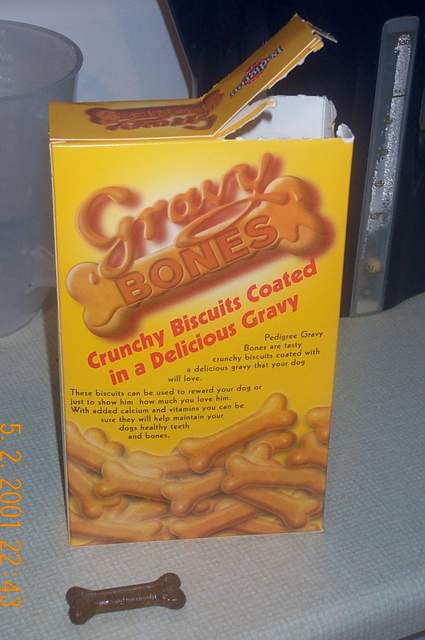 Gravy
BONES
Crunchy Biscuits Coated
in a Delicious Gravy
Pedigree Gravy
Bones are tasty
crunchy biscuits coated with
a delicious gravy that your dog
will love.
These biscuits can be used to reward your dog or
just to show him how much you love him.
With added calcium and vitamins you can be
sure they will help maintain your
dogs healthy teeth
and bones.
5. 2. 2001 22:43